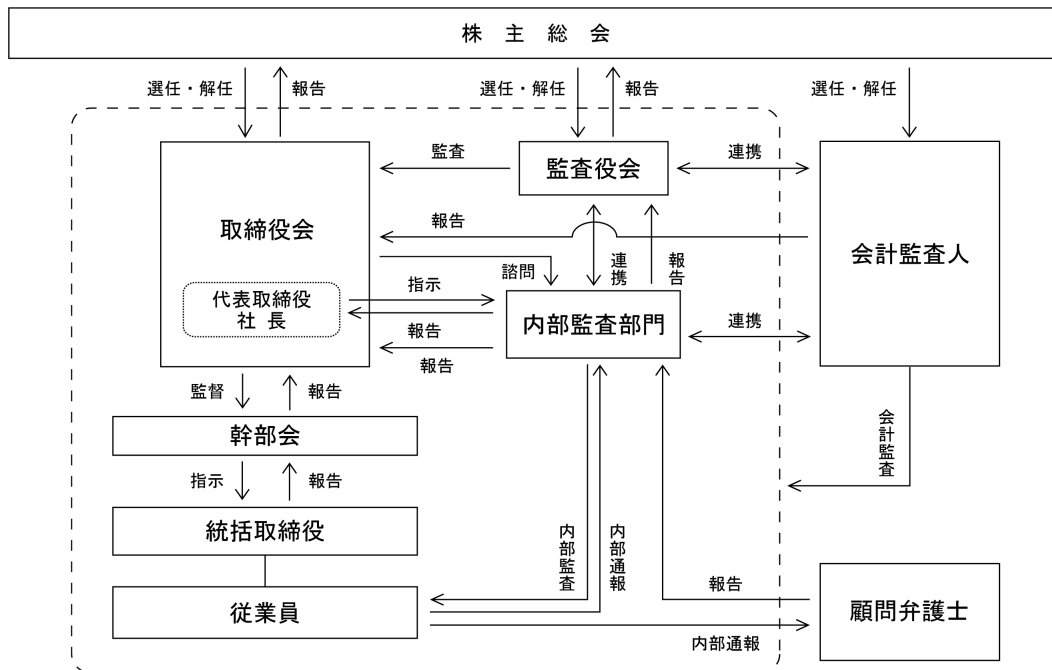 株主総会
選任・解任
報告
選任・解任
報告
選任・解任
監査
監査役会
連携
取締役会
報告
会計監査人
諮問
連携
報告
代表取締役
社長
指示
内部監査部門
連携
報告
報告
監督
報告
幹部会
会計監査
指示
報告
統括取締役
内部監査
内部通報
従業員
報告
顧問弁護士
内部通報